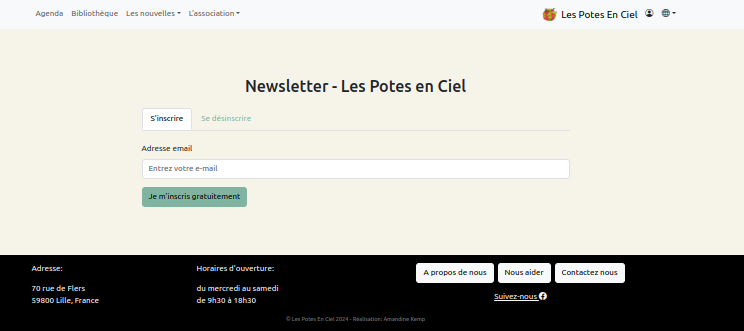 Agenda Bibliothèque Les nouvelles L'association Les Potes En Ciel
Newsletter - Les Potes en Ciel
S'inscrire Se désinscrire
Adresse email
Entrez votre e-mail
Je m'inscris gratuitement
Adresse:
70 rue de Flers
59800 Lille, France
Horaires d'ouverture:
du mercredi au samedi
de 9h30 à 18h30
A propos de nous Nous aider Contactez nous
Suivez-nous
© Les Potes En Ciel 2024 - Réalisation: Amandine Kemp